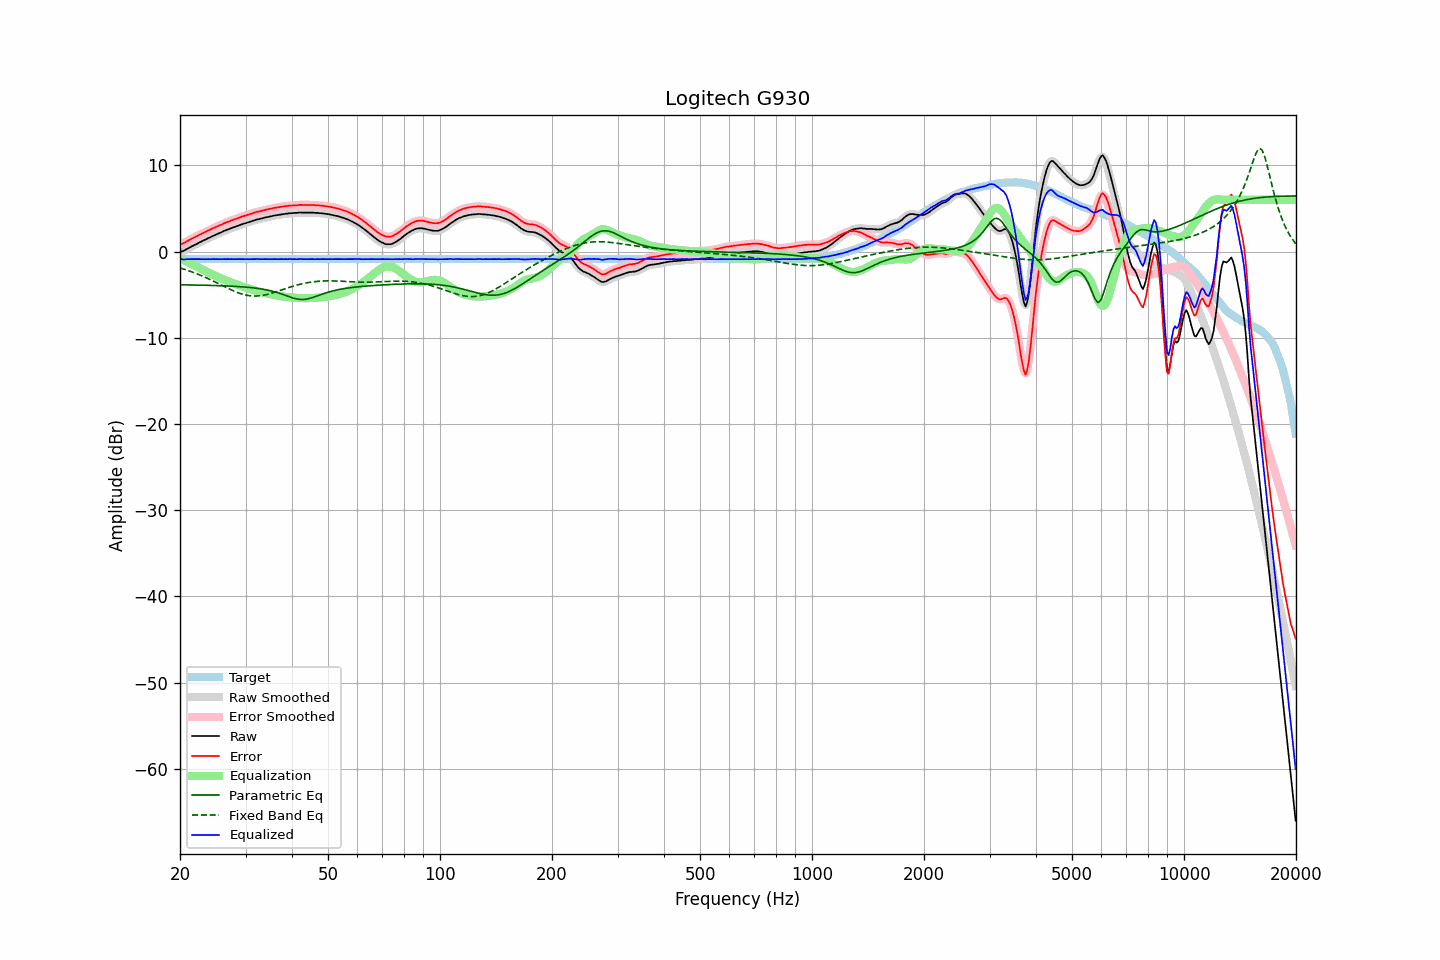 Logitech G930
10
0
−10
−20
−30
−40
−50
−60
Amplitude (dBr)
Target
Raw Smoothed
Error Smoothed
Raw
Error
Equalization
Parametric Eq
Fixed Band Eq
Equalized
20 50 100 200 500 1000 2000 5000 10000 20000
Frequency (Hz)